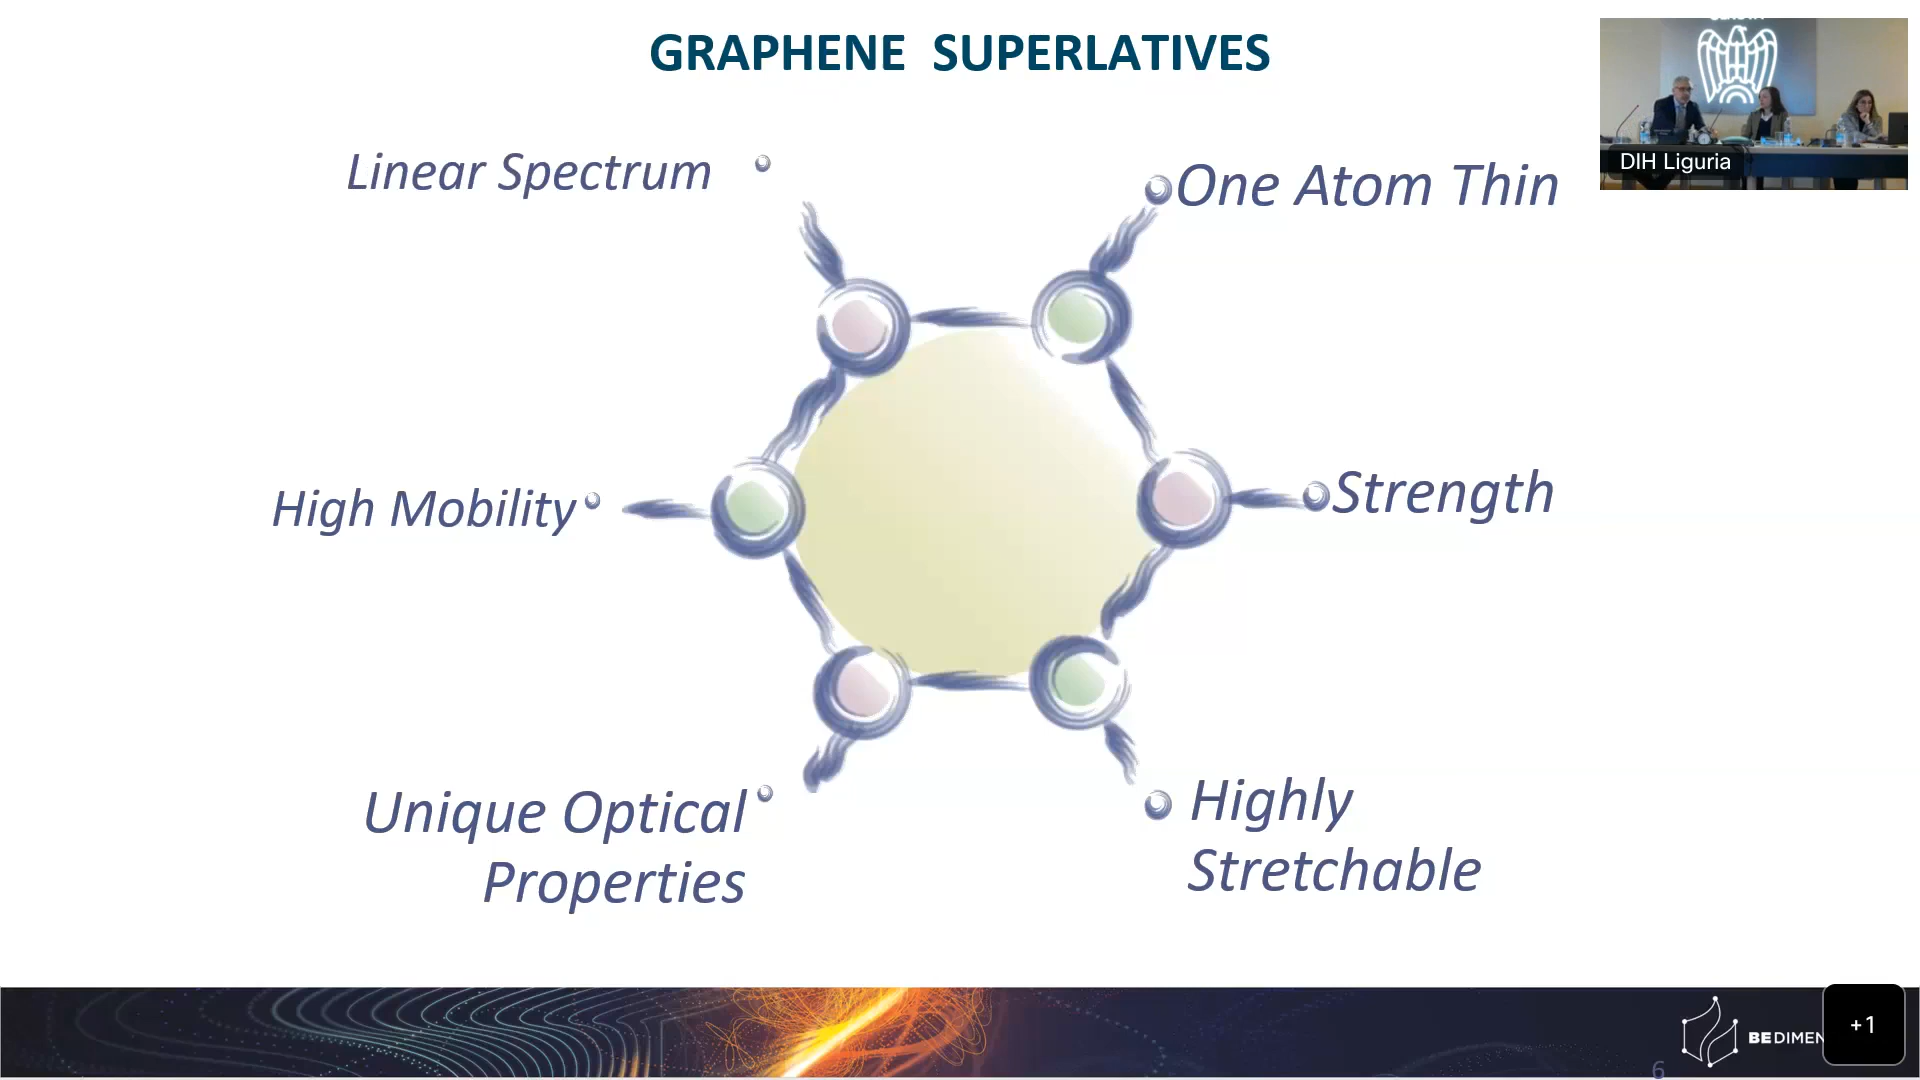 GRAPHENE SUPERLATIVES
DIH Liguria
Linear Spectrum
One Atom Thin
High Mobility
Strength
Unique Optical
Properties
Highly
Stretchable
BEDIMEN
+1
6